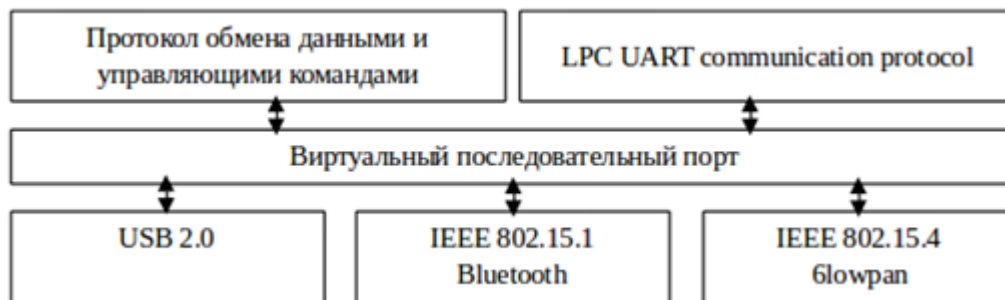 Протокол обмена данными и
управляющими командами
LPC UART communication protocol
Виртуальный последовательный порт
USB 2.0
IEEE 802.15.1
Bluetooth
IEEE 802.15.4
6lowpan